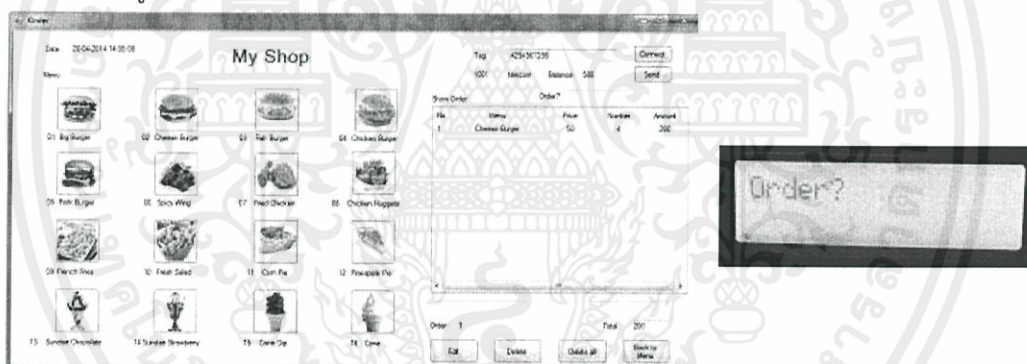 Order
Date 28/04/2014 14:35:08
My Shop
Tag
Connect
1001
Balance 500
Send
Menu
Order?
Show Order
No. Menu Price Number Amount
1 Cheese Burger 50 4 200
01 Big Burger
02 Cheese Burger
03 Fish Burger
04 Chicken Burger
05 Pork Burger
06 Spicy Wing
07 Fried Chicken
08 Chicken Nuggets
09 French Fries
10 Fresh Salad
11 Corn Pie
12 Pineapple Pie
13 Sundae Chocolate
14 Sundae Strawberry
15 Cone Dip
16 Cone
Order 1
Total 200
Edit
Delete
Delete all
Back to
Menu
Order?